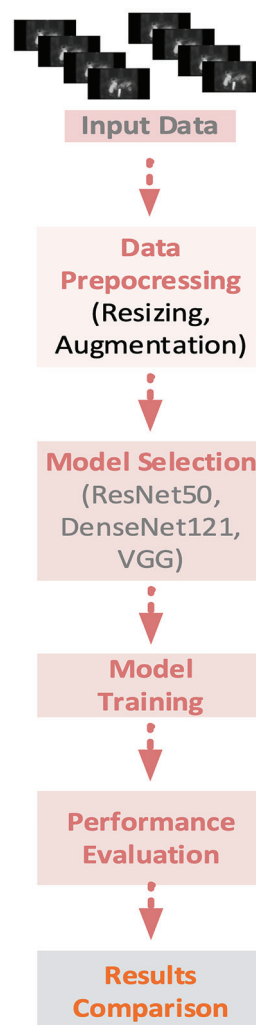 Input Data
Data
Prepocressing
(Resizing,
Augmentation)
Model Selection
(ResNet50,
DenseNet121,
VGG)
Model
Training
Performance
Evaluation
Results
Comparison